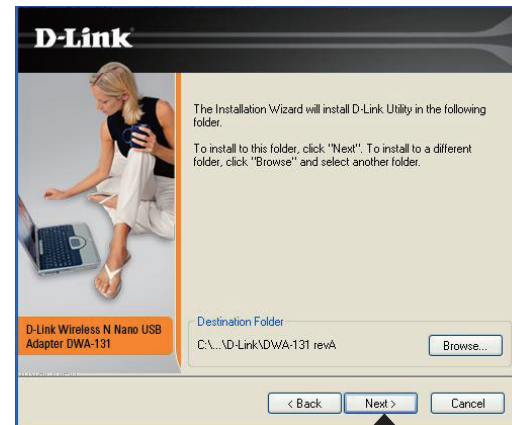 D-Link
The Installation Wizard will install D-Link Utility in the following
folder.
To install to this folder, click "Next". To install to a different
folder, click "Browse" and select another folder.
D-Link Wireless N Nano USB
Adapter DWA-131
Destination Folder
C:\...\D-Link\DWA-131 revA
Browse...
< Back
Next >
Cancel